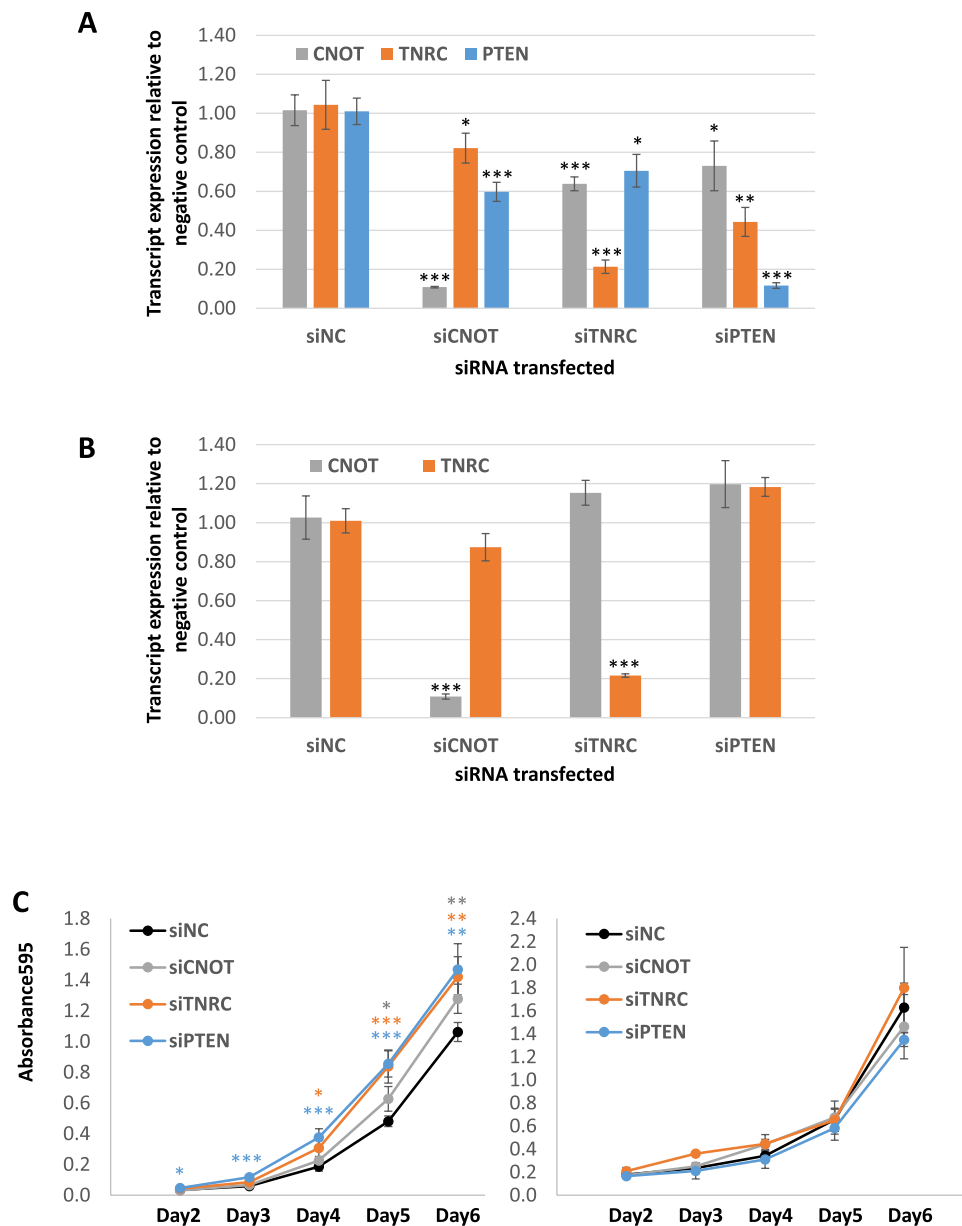 A
Transcript expression relative to
negative control
1.40
1.20
1.00
0.80
0.60
0.40
0.20
0.00
CNOT TNRC PTEN
*
***
***
***
*
***
*
**
***
siNC siCNOT siTNRC siPTEN
siRNA transfected
B
Transcript expression relative to
negative control
1.40
1.20
1.00
0.80
0.60
0.40
0.20
0.00
CNOT TNRC
***
***
siNC siCNOT siTNRC siPTEN
siRNA transfected
C
Absorbance595
1.8
1.6
1.4
1.2
1.0
0.8
0.6
0.4
0.2
0.0
siNC
siCNOT
siTNRC
siPTEN
*
***
*
***
*
***
***
**
**
**
Day2 Day3 Day4 Day5 Day6
2.4
2.2
2.0
1.8
1.6
1.4
1.2
1.0
0.8
0.6
0.4
0.2
0.0
siNC
siCNOT
siTNRC
siPTEN
Day2 Day3 Day4 Day5 Day6